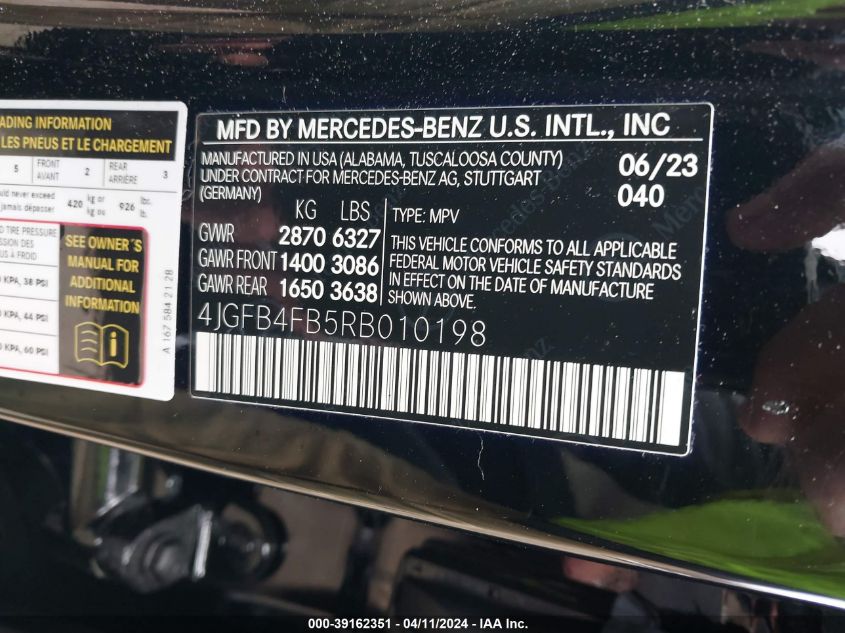 ADING INFORMATION
LES PNEUS ET LE CHARGEMENT
5 FRONT AVANT 2 REAR ARRIÈRE 3
uld never exceed 420 kg or 926 lbs.
jamais dépasser kg ou lb.
TIRE PRESSURE
SSION DES
S À FROID
KPA, 38 PSI
KPA, 44 PSI
KPA, 60 PSI
SEE OWNER´S
MANUAL FOR
ADDITIONAL
INFORMATION
A 167 584 21 28
MFD BY MERCEDES-BENZ U.S. INTL., INC
MANUFACTURED IN USA (ALABAMA, TUSCALOOSA COUNTY)
UNDER CONTRACT FOR MERCEDES-BENZ AG, STUTTGART
(GERMANY)
06/23
040
KG LBS
GWR 2870 6327
GAWR FRONT 1400 3086
GAWR REAR 1650 3638
TYPE: MPV
THIS VEHICLE CONFORMS TO ALL APPLICABLE
FEDERAL MOTOR VEHICLE SAFETY STANDARDS
IN EFFECT ON THE DATE OF MANUFACTURE
SHOWN ABOVE.
4JGFB4FB5RB010198
000-39162351 - 04/11/2024 - IAA Inc.